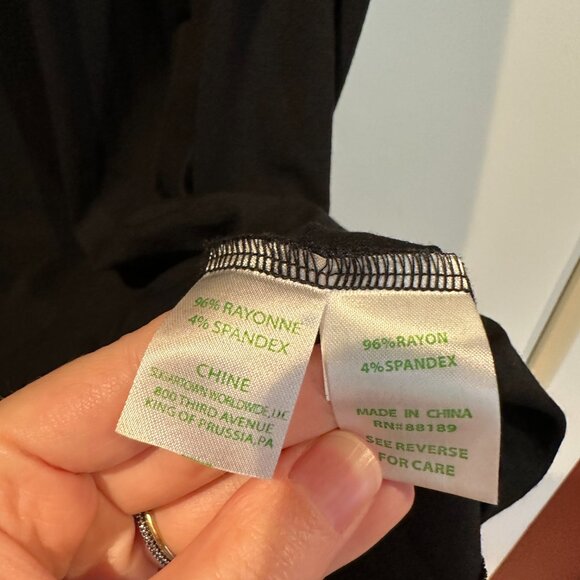 96% RAYONNE
4% SPANDEX
CHINE
SUGARTOWN WORLDWIDE, LLC
800 THIRD AVENUE
KING OF PRUSSIA, PA
96% RAYON
4% SPANDEX
MADE IN CHINA
RN#88189
SEE REVERSE
FOR CARE